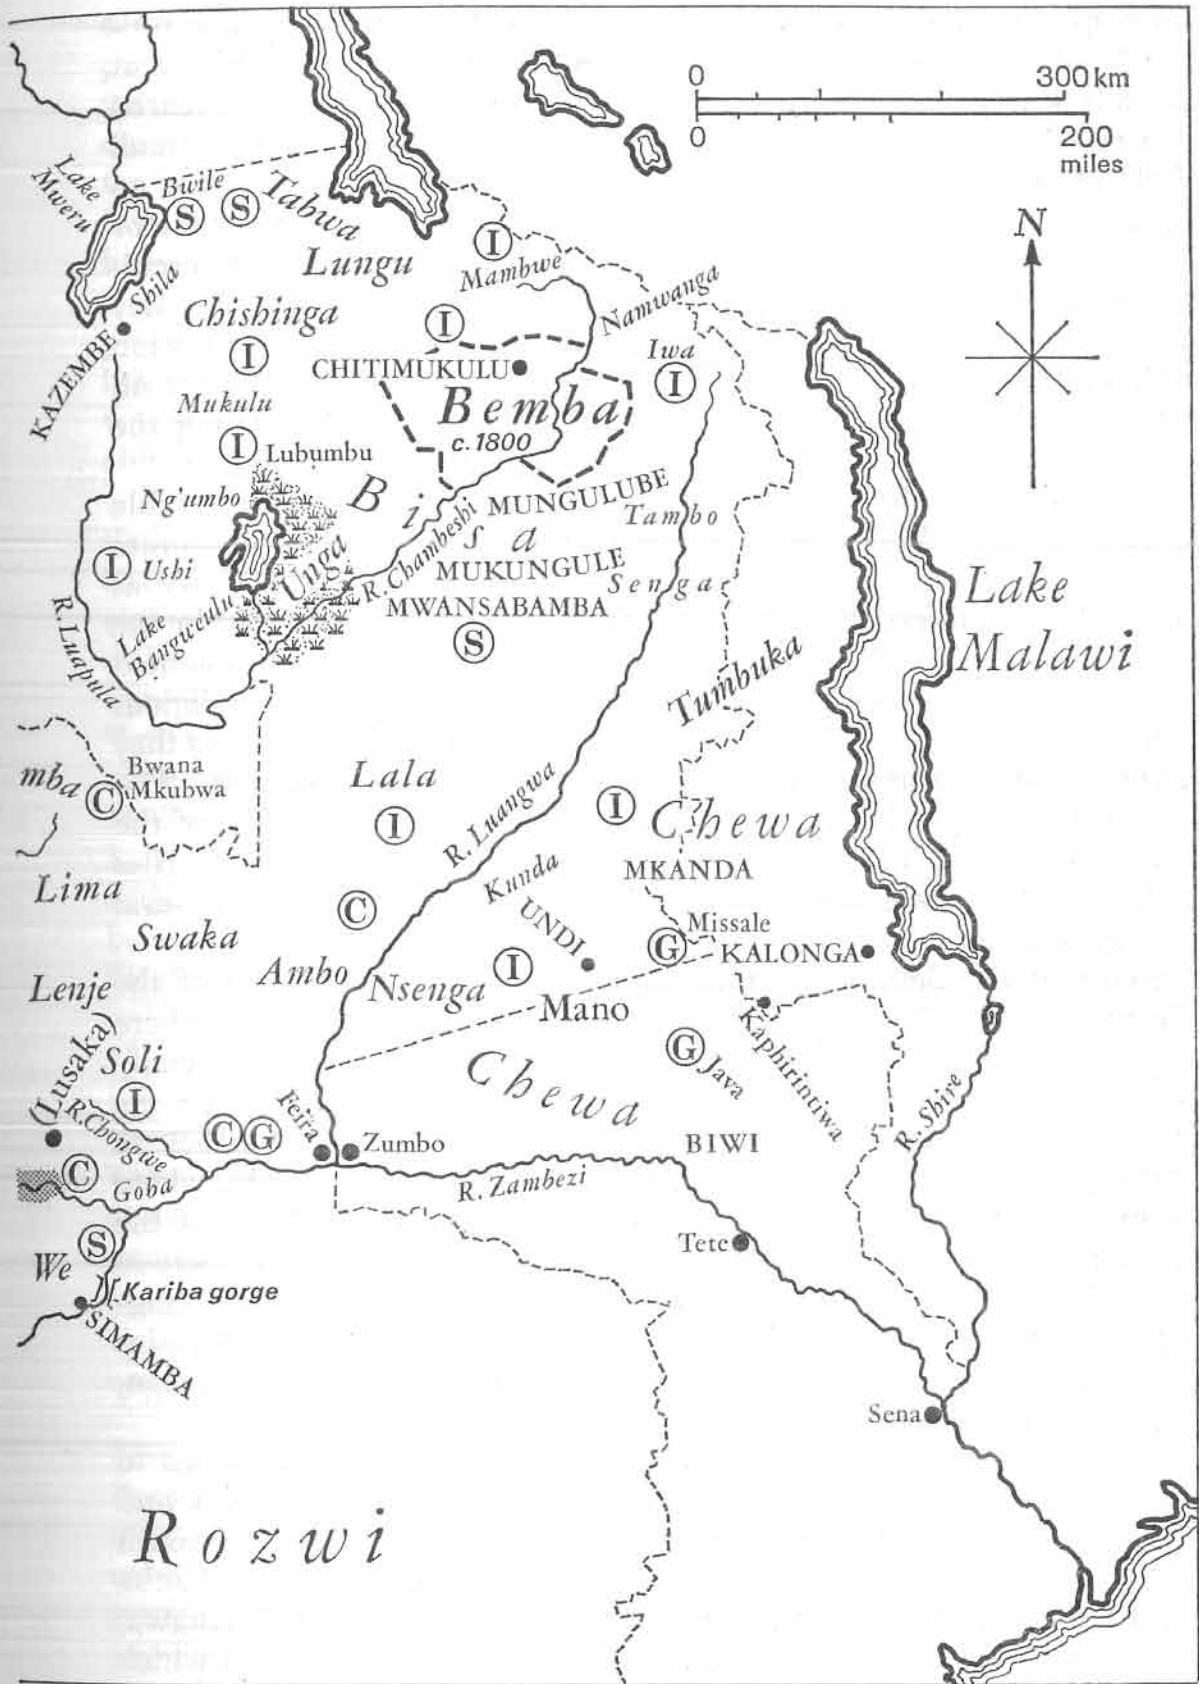 0 300 km
0 200
miles
N
Lake
Mweru
Bwile
S
S
Tabwa
Lungu
I
Mambwe
Namwanga
Shila
Chishinga
I
I
KAZEMBE
CHITIMUKULU
Iwa
I
Bemba
c. 1800
Mukulu
I
Lubumbu
Ng'umbo
Bisa
MUNGULUBE
Tambo
I
Ushi
Unga
R. Chambeshi
MUKUNGULE
Senga
MWANSABAMBA
S
R. Luapula
Lake
Bangweulu
Lake
Malawi
Tumbuka
mba
C
Bwana
Mkubwa
Lala
I
R. Luangwa
I
Chewa
Lima
Kunda
MKANDA
C
Swaka
UNDI
Missale
G
KALONGA
Ambo
Nsenga
I
Lenje
Mano
Kaphirintiwa
(Lusaka)
Soli
I
G
Java
Chewa
R. Shire
R. Chongwe
C
G
Feira
Zumbo
BIWI
C
Goba
R. Zambezi
S
We
Tete
Kariba gorge
SIMAMBA
Sena
Rozwi